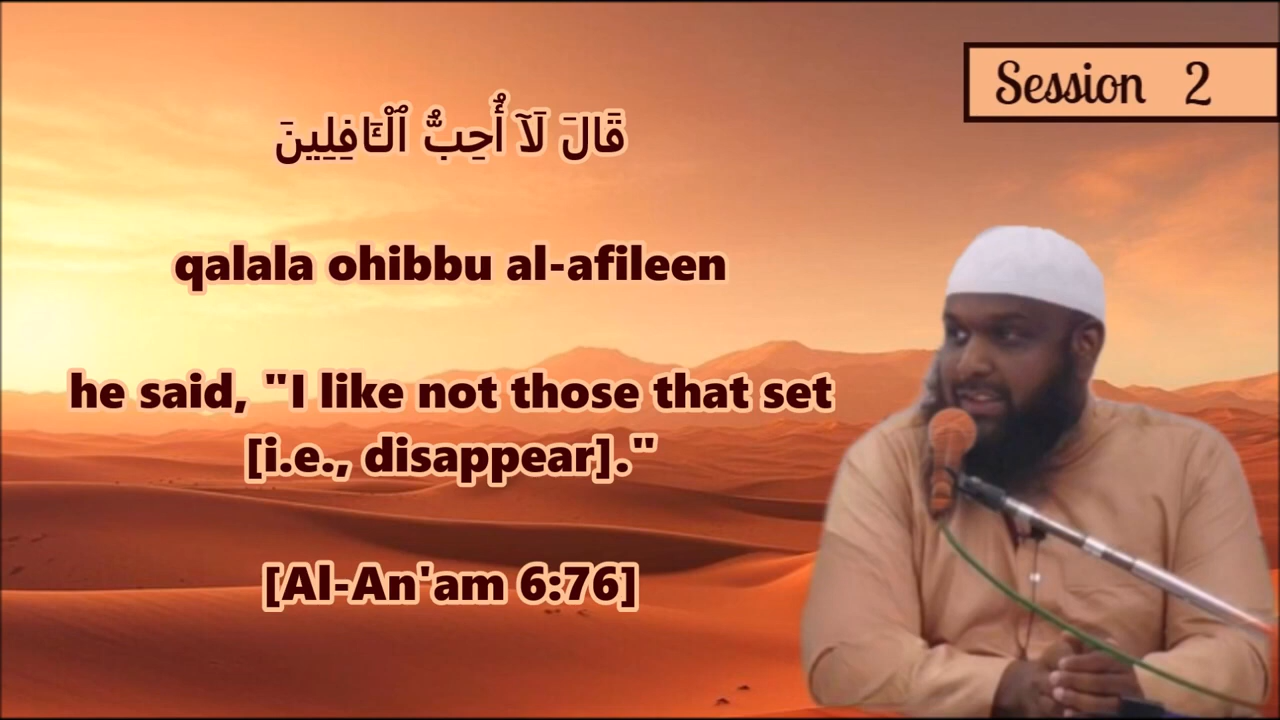 Session 2
قَالَ لَآ أُحِبُّ ٱلْـَٔافِلِينَ
qalala ohibbu al-afileen
he said, "I like not those that set
[i.e., disappear]."
[Al-An'am 6:76]